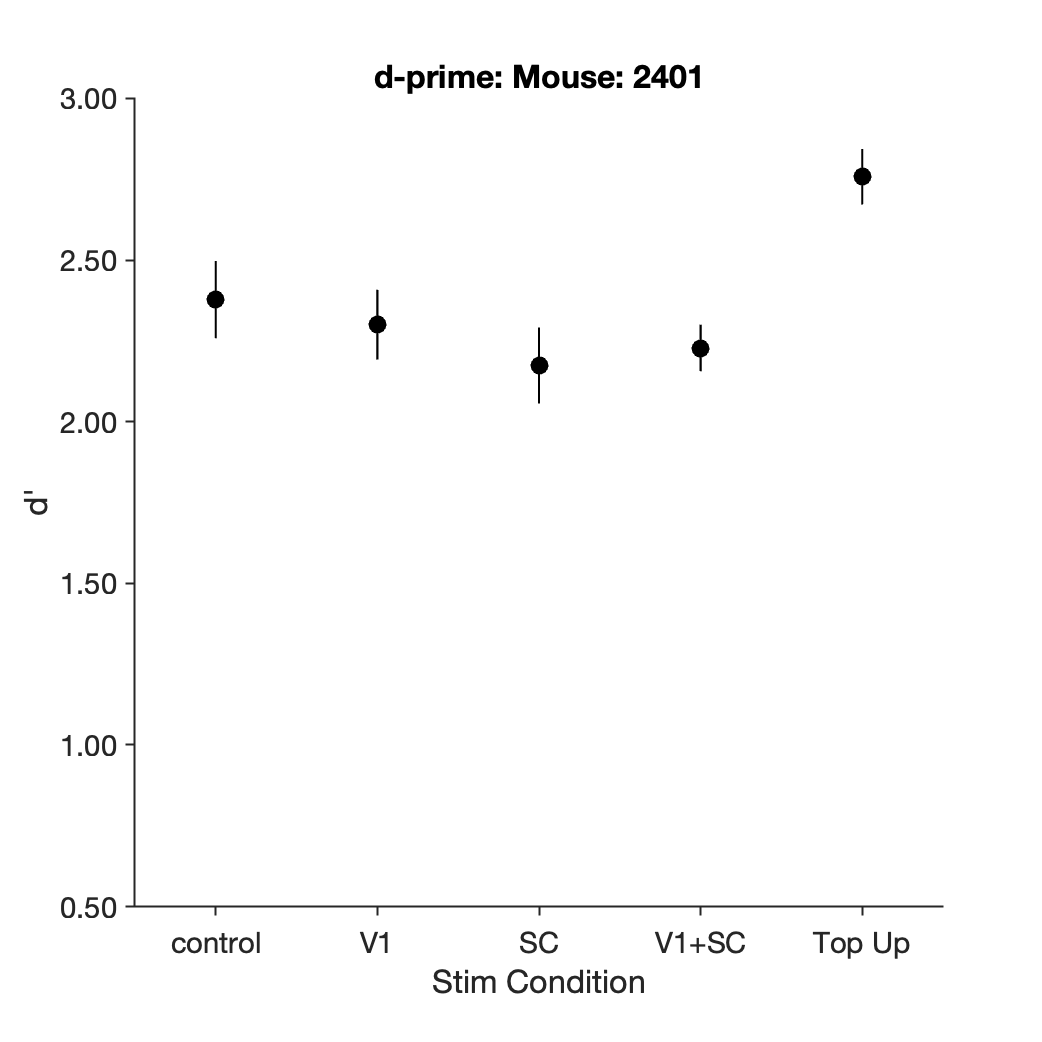 d-prime: Mouse: 2401
3.00
2.50
2.00
1.50
1.00
0.50
d'
control V1 SC V1+SC Top Up
Stim Condition